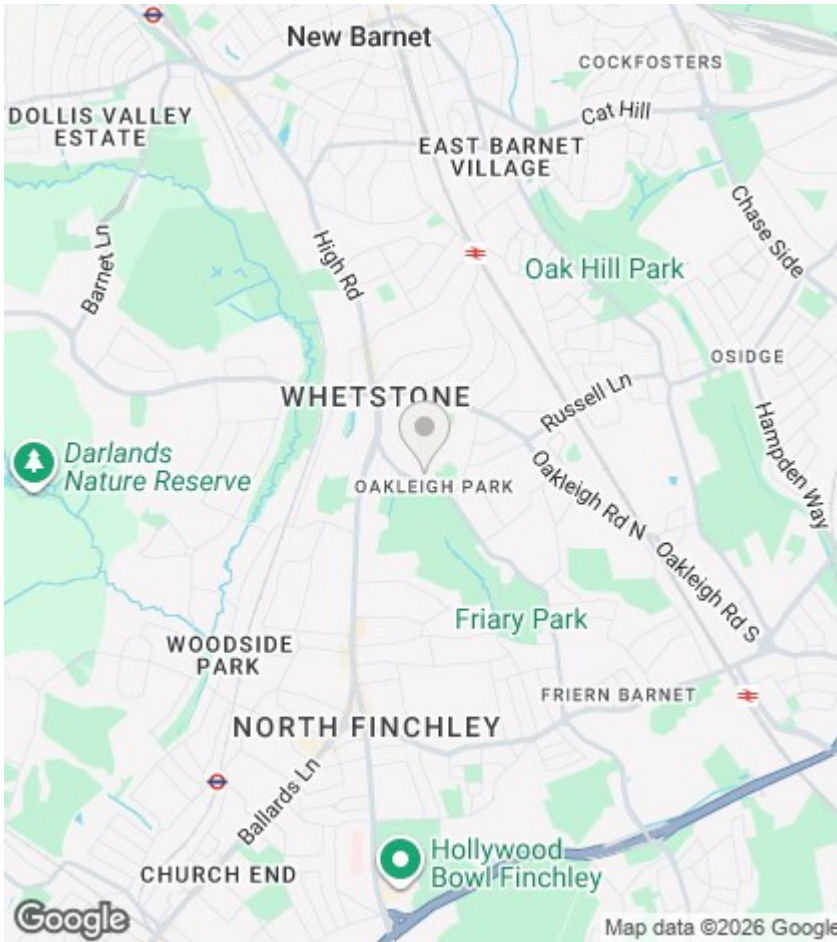 New Barnet
COCKFOSTERS
DOLLIS VALLEY
ESTATE
Cat Hill
EAST BARNET
VILLAGE
Chase Side
Barnet Ln
High Rd
Oak Hill Park
OSIDGE
WHETSTONE
Russell Ln
Hampden Way
Darlands
Nature Reserve
OAKLEIGH PARK
Oakleigh Rd N
Oakleigh Rd S
Friary Park
WOODSIDE
PARK
FRIERN BARNET
NORTH FINCHLEY
Ballards Ln
Hollywood
Bowl Finchley
CHURCH END
Google
Map data ©2026 Google